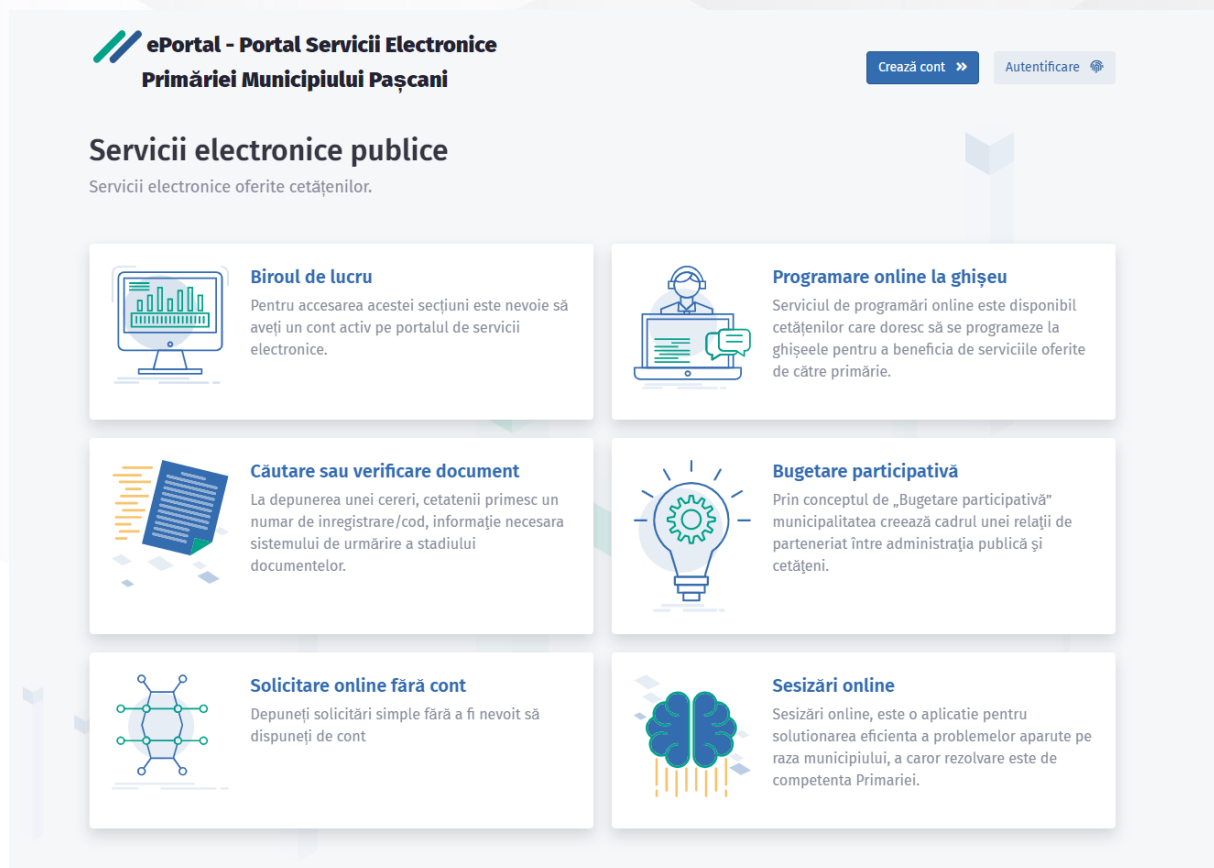 ePortal - Portal Servicii Electronice
Primăriei Municipiului Pașcani
Crează cont
Autentificare
Servicii electronice publice
Servicii electronice oferite cetățenilor.
Biroul de lucru
Pentru accesarea acestei secțiuni este nevoie să
aveți un cont activ pe portalul de servicii
electronice.
Programare online la ghișeu
Serviciul de programări online este disponibil
cetățenilor care doresc să se programeze la
ghișeele pentru a beneficia de serviciile oferite
de către primărie.
Căutare sau verificare document
La depunerea unei cereri, cetatenii primesc un
numar de inregistrare/cod, informaţie necesara
sistemului de urmărire a stadiului
documentelor.
Bugetare participativă
Prin conceptul de „Bugetare participativă”
municipalitatea creează cadrul unei relaţii de
parteneriat între administraţia publică şi
cetăţeni.
Solicitare online fără cont
Depuneți solicitări simple fără a fi nevoit să
dispuneți de cont
Sesizări online
Sesizări online, este o aplicatie pentru
solutionarea eficienta a problemelor aparute pe
raza municipiului, a caror rezolvare este de
competenta Primariei.